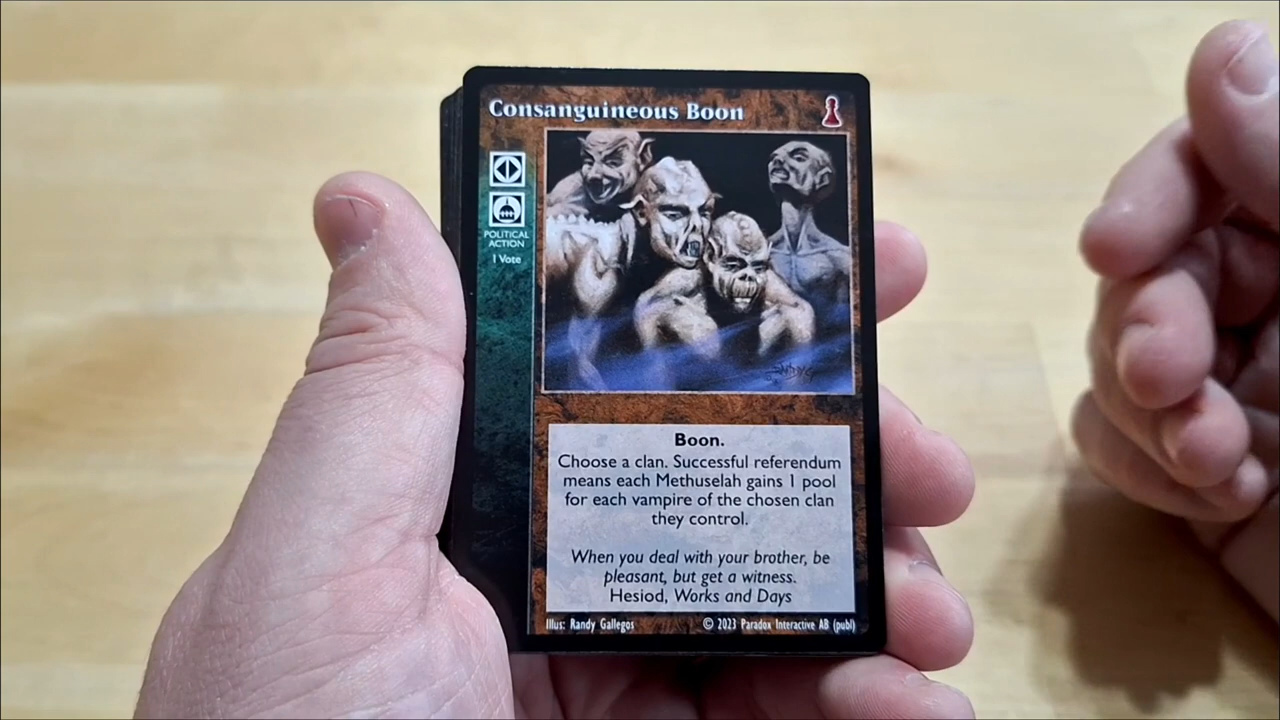 Consanguineous Boon
POLITICAL
ACTION
1 Vote
Boon.
Choose a clan. Successful referendum
means each Methuselah gains 1 pool
for each vampire of the chosen clan
they control.
When you deal with your brother, be
pleasant, but get a witness.
Hesiod, Works and Days
Illus: Randy Gallegos
© 2023 Paradox Interactive AB (publ)